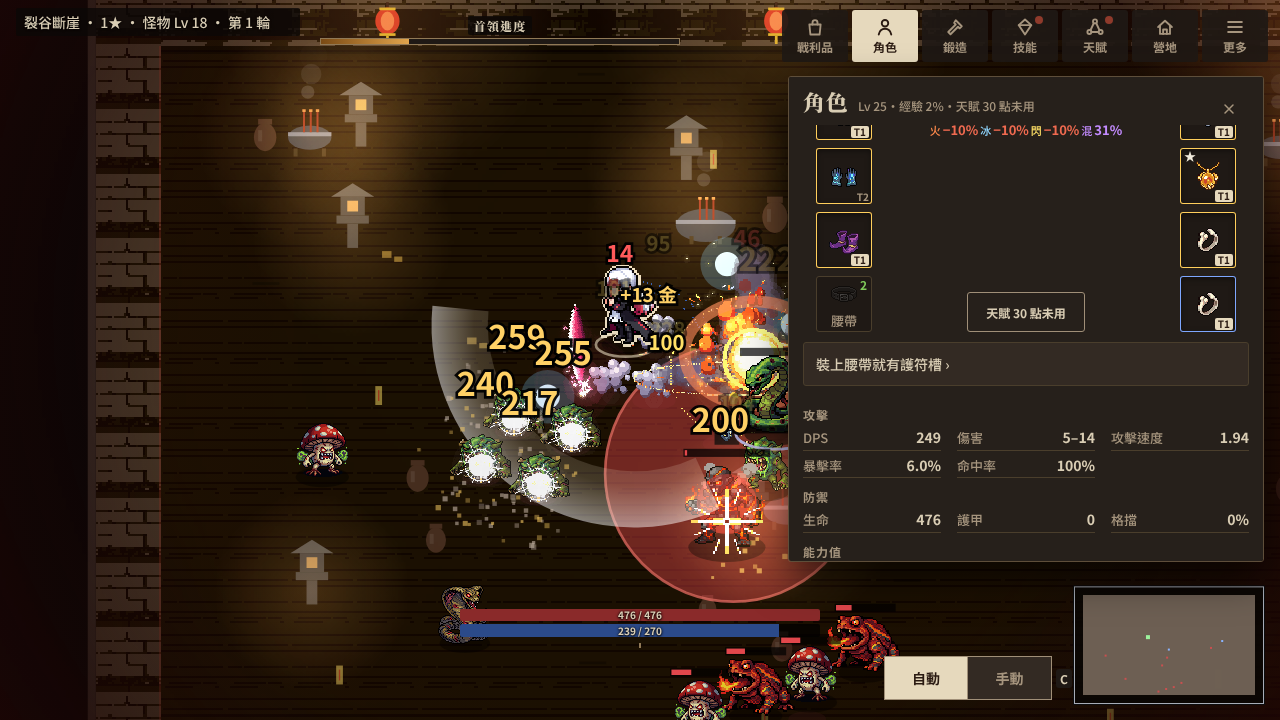 裂谷斷崖 · 1★ · 怪物 Lv 18 · 第 1 輪
首領進度
戰利品
角色
鍛造
技能
天賦
營地
更多
角色 Lv 25・經驗 2%・天賦 30 點未用 ×
火−10% 冰−10% 閃−10% 混31%
T1
T1
T2
T1
T1
T1
2
腰帶
天賦 30 點未用
T1
裝上腰帶就有護符槽 ›
攻擊
DPS 249 傷害 5–14 攻擊速度 1.94
暴擊率 6.0% 命中率 100%
防禦
生命 476 護甲 0 格擋 0%
能力值
14
95
46
222
+13 金
100
259
255
240
217
200
476 / 476
239 / 270
自動
手動
C